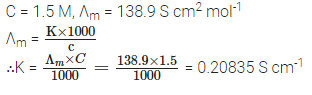 C = 1.5 M, Λm = 138.9 S cm² mol⁻¹
Λm = K×1000/c
∴K = Λm×C/1000 = 138.9×1.5/1000 = 0.20835 S cm⁻¹